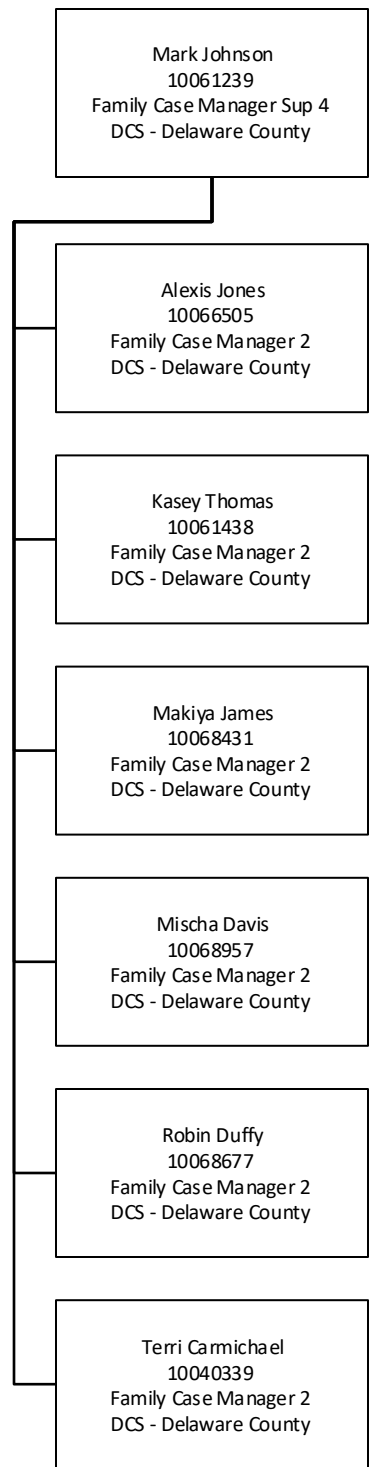 Mark Johnson
10061239
Family Case Manager Sup 4
DCS - Delaware County
Alexis Jones
10066505
Family Case Manager 2
DCS - Delaware County
Kasey Thomas
10061438
Family Case Manager 2
DCS - Delaware County
Makiya James
10068431
Family Case Manager 2
DCS - Delaware County
Mischa Davis
10068957
Family Case Manager 2
DCS - Delaware County
Robin Duffy
10068677
Family Case Manager 2
DCS - Delaware County
Terri Carmichael
10040339
Family Case Manager 2
DCS - Delaware County